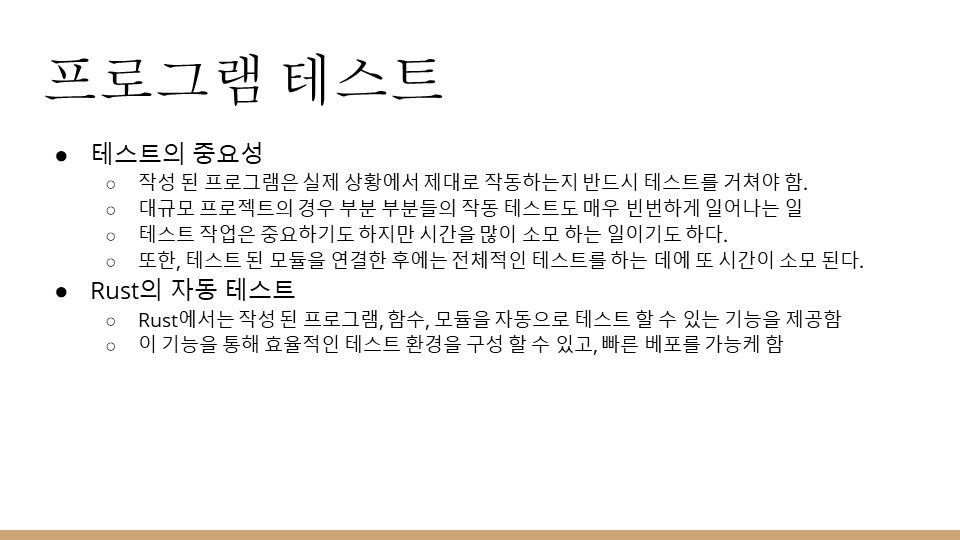 프로그램 테스트
● 테스트의 중요성
○ 작성 된 프로그램은 실제 상황에서 제대로 작동하는지 반드시 테스트를 거쳐야 함.
○ 대규모 프로젝트의 경우 부분 부분들의 작동 테스트도 매우 빈번하게 일어나는 일
○ 테스트 작업은 중요하기도 하지만 시간을 많이 소모 하는 일이기도 하다.
○ 또한, 테스트 된 모듈을 연결한 후에는 전체적인 테스트를 하는 데에 또 시간이 소모 된다.
● Rust의 자동 테스트
○ Rust에서는 작성 된 프로그램, 함수, 모듈을 자동으로 테스트 할 수 있는 기능을 제공함
○ 이 기능을 통해 효율적인 테스트 환경을 구성 할 수 있고, 빠른 베포를 가능케 함